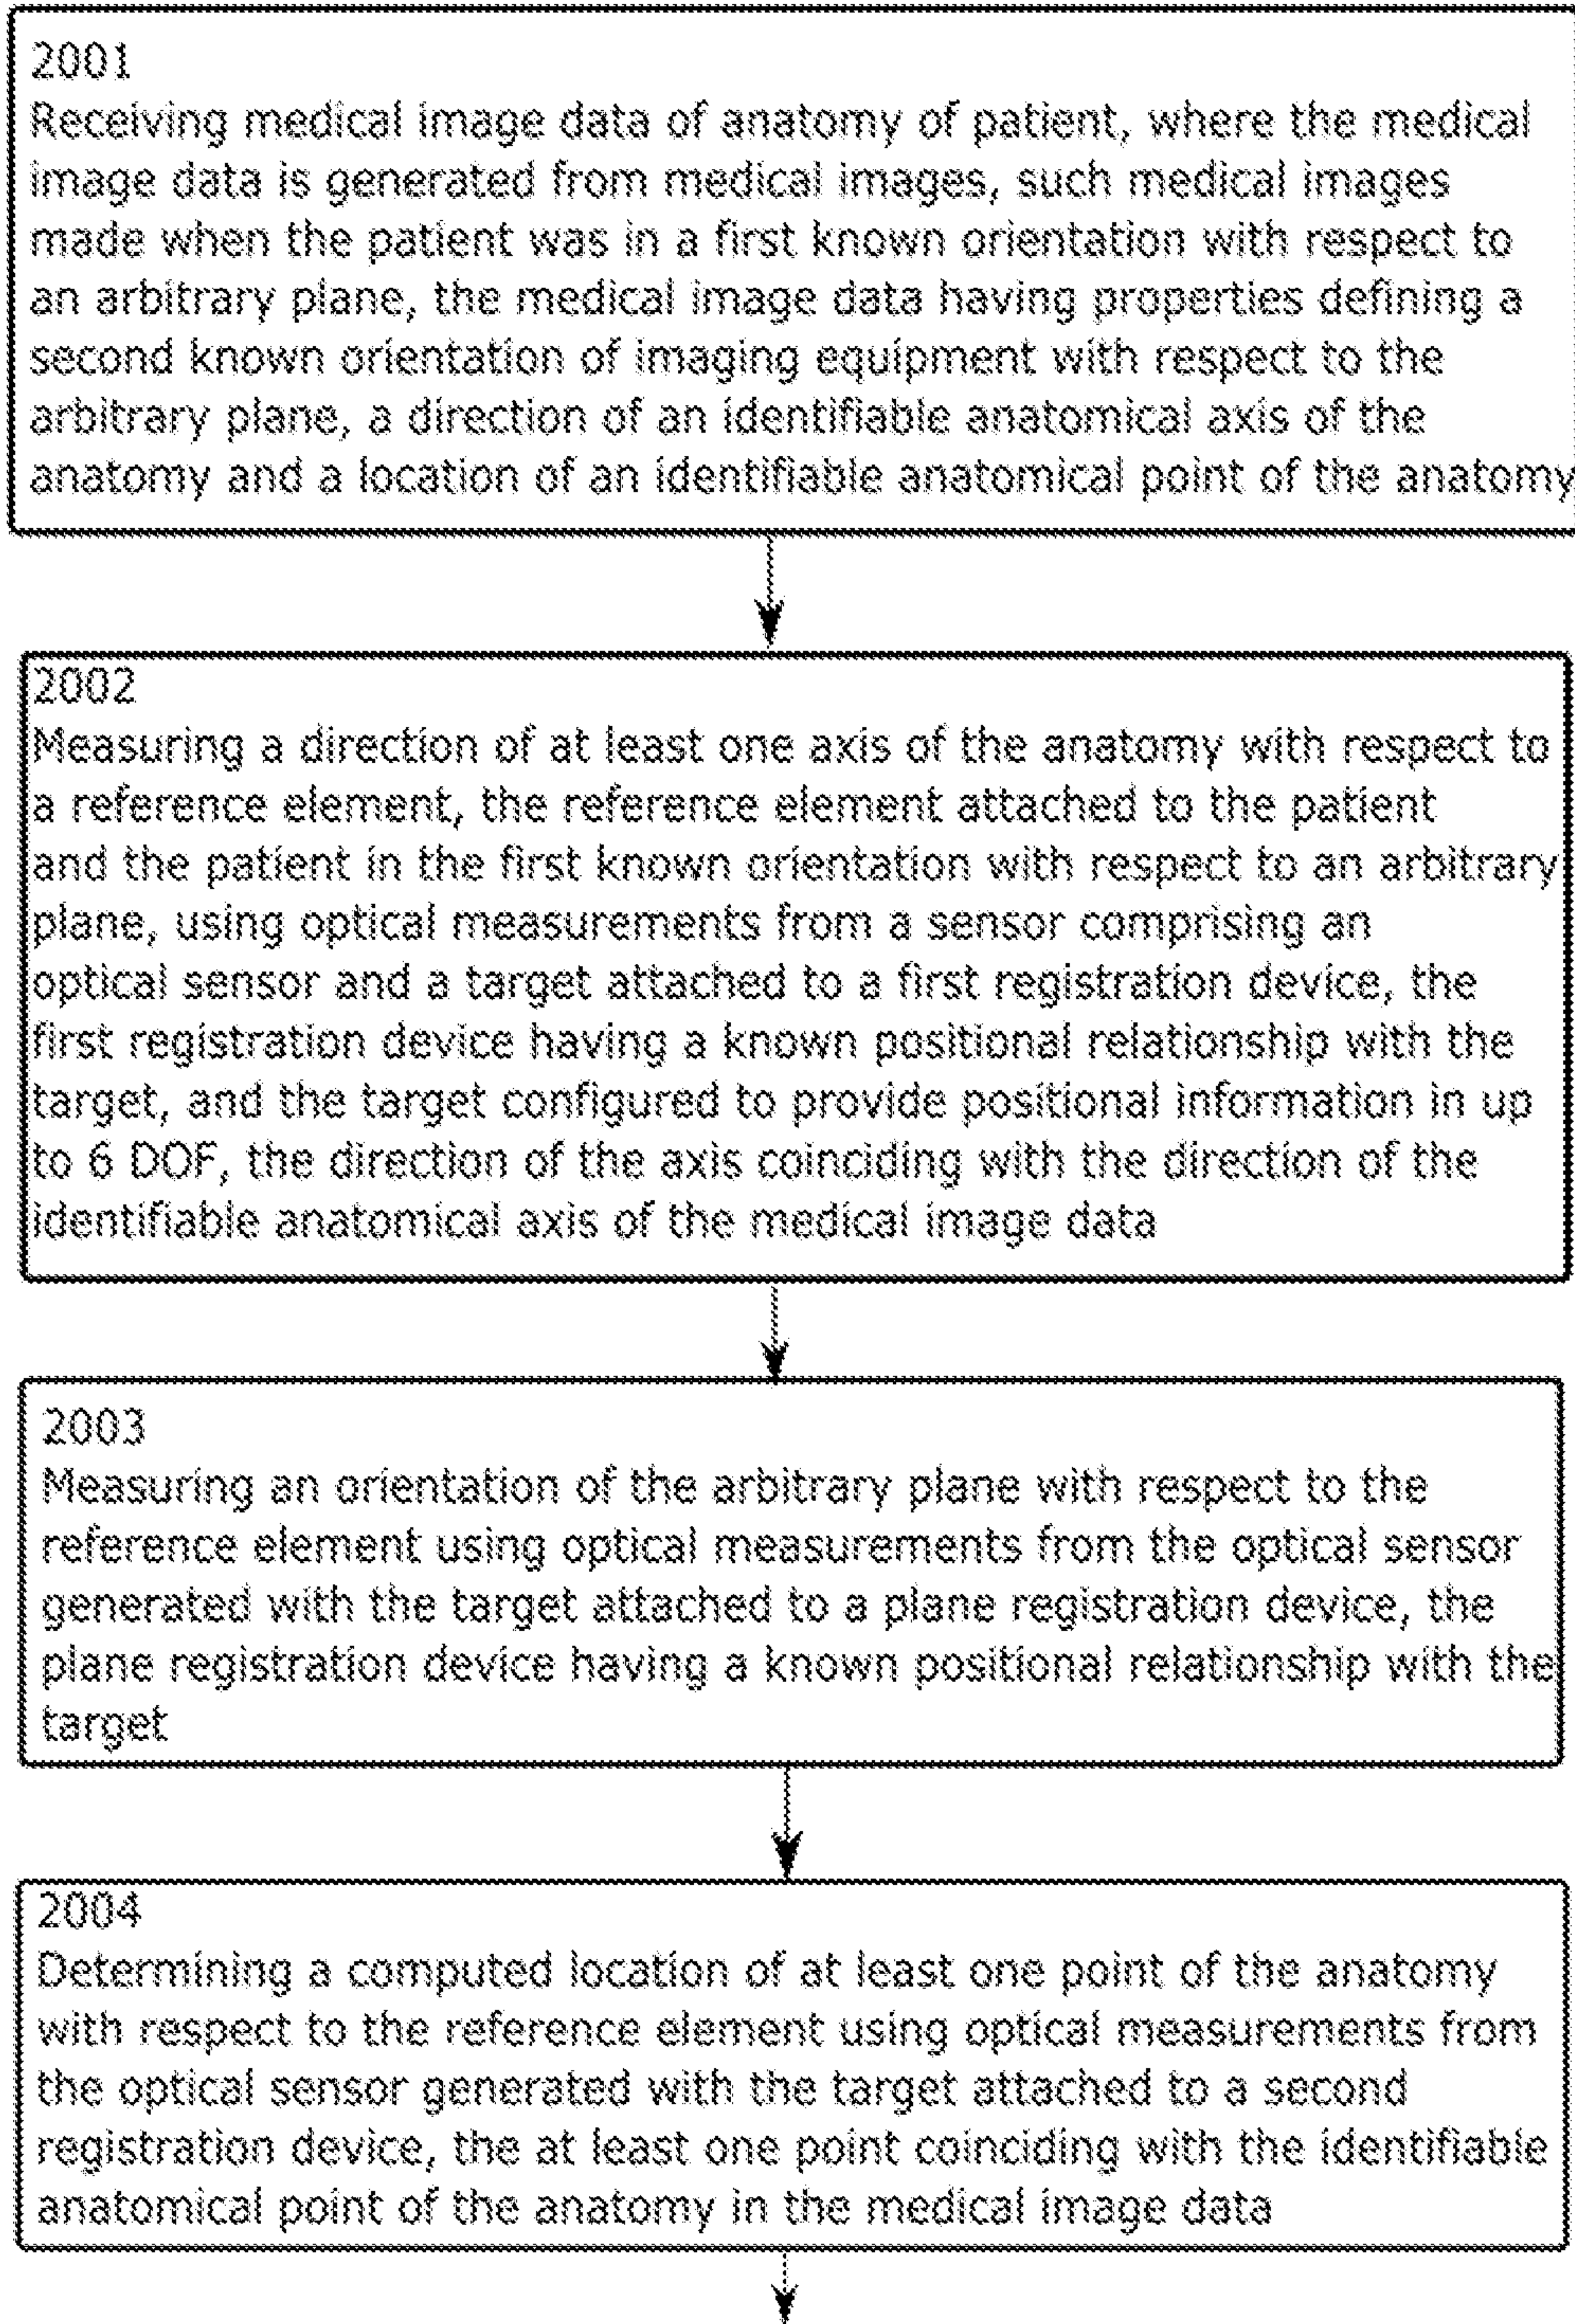 2001
Receiving medical image data of anatomy of patient, where the medical
image data is generated from medical images, such medical images
made when the patient was in a first known orientation with respect to
an arbitrary plane, the medical image data having properties defining a
second known orientation of imaging equipment with respect to the
arbitrary plane, a direction of an identifiable anatomical axis of the
anatomy and a location of an identifiable anatomical point of the anatomy
2002
Measuring a direction of at least one axis of the anatomy with respect to
a reference element, the reference element attached to the patient
and the patient in the first known orientation with respect to an arbitrary
plane, using optical measurements from a sensor comprising an
optical sensor and a target attached to a first registration device, the
first registration device having a known positional relationship with the
target, and the target configured to provide positional information in up
to 6 DOF, the direction of the axis coinciding with the direction of the
identifiable anatomical axis of the medical image data
2003
Measuring an orientation of the arbitrary plane with respect to the
reference element using optical measurements from the optical sensor
generated with the target attached to a plane registration device, the
plane registration device having a known positional relationship with the
target
2004
Determining a computed location of at least one point of the anatomy
with respect to the reference element using optical measurements from
the optical sensor generated with the target attached to a second
registration device, the at least one point coinciding with the identifiable
anatomical point of the anatomy in the medical image data